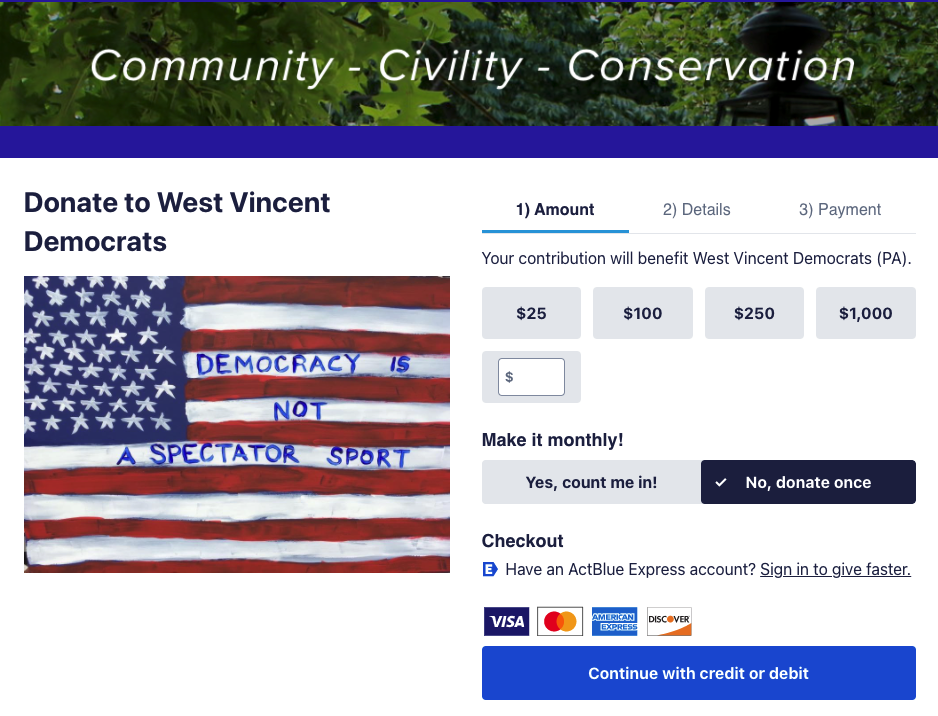 Community - Civility - Conservation
Donate to West Vincent
Democrats
DEMOCRACY IS
NOT
A SPECTATOR SPORT
1) Amount
2) Details
3) Payment
Your contribution will benefit West Vincent Democrats (PA).
$25
$100
$250
$1,000
$
Make it monthly!
Yes, count me in!
No, donate once
Checkout
E Have an ActBlue Express account? Sign in to give faster.
VISA
AMERICAN
EXPRESS
DISCOVER
Continue with credit or debit